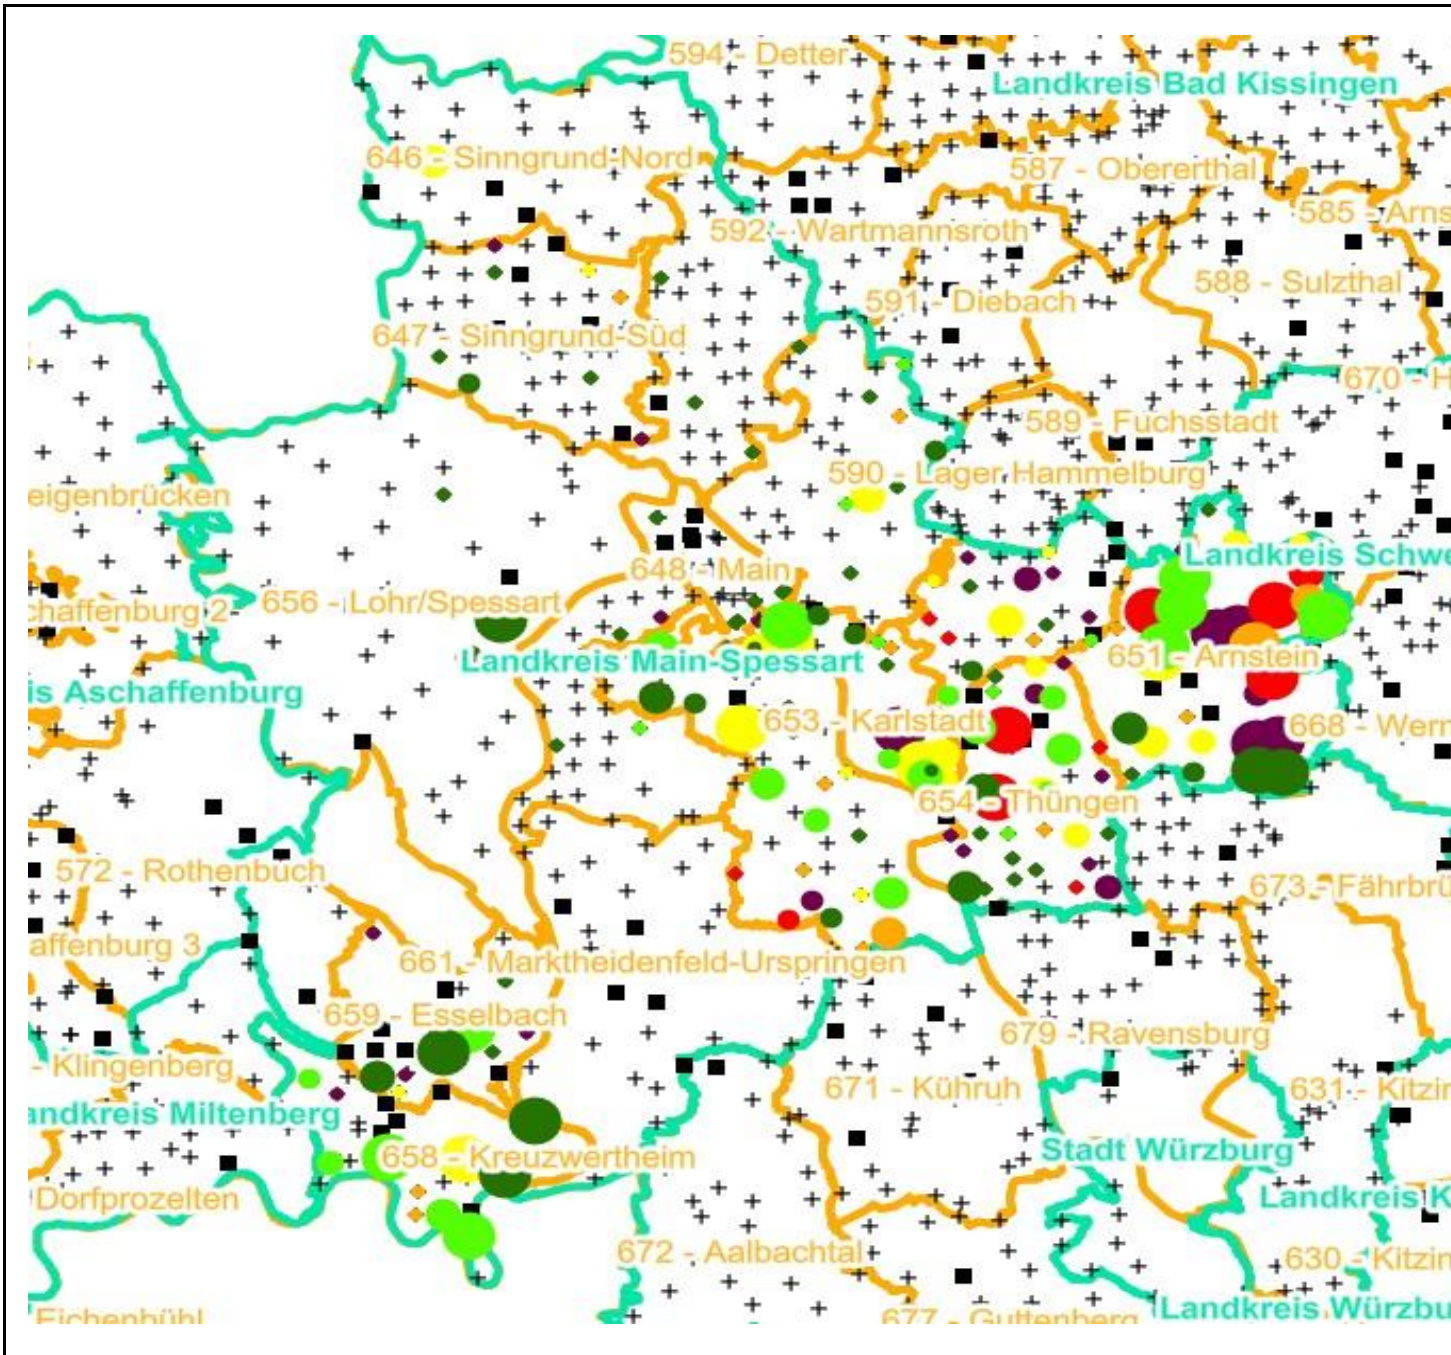 594 - Detter
Landkreis Bad Kissingen
646 - Sinngrund-Nord
587 - Obererthal
585 - Arns
592 - Wartmannsroth
588 - Sulzthal
591 - Diebach
647 - Sinngrund-Süd
670 - H
589 - Fuchsstadt
590 - Lager Hammelburg
eigenbrücken
Landkreis Schwe
648 - Main
656 - Lohr/Spessart
chaffenburg 2
651 - Arnstein
Landkreis Main-Spessart
is Aschaffenburg
653 - Karlstadt
668 - Wern
654 - Thüngen
572 - Rothenbuch
673 - Fährbrü
affenburg 3
661 - Marktheidenfeld-Urspringen
659 - Esselbach
679 - Ravensburg
- Klingenberg
671 - Kühruh
631 - Kitzin
andkreis Miltenberg
Stadt Würzburg
658 - Kreuzwertheim
Dorfprozelten
Landkreis K
672 - Aalbachtal
630 - Kitzin
Landkreis Würzbu
Eichenbühl
677 - Guttenberg